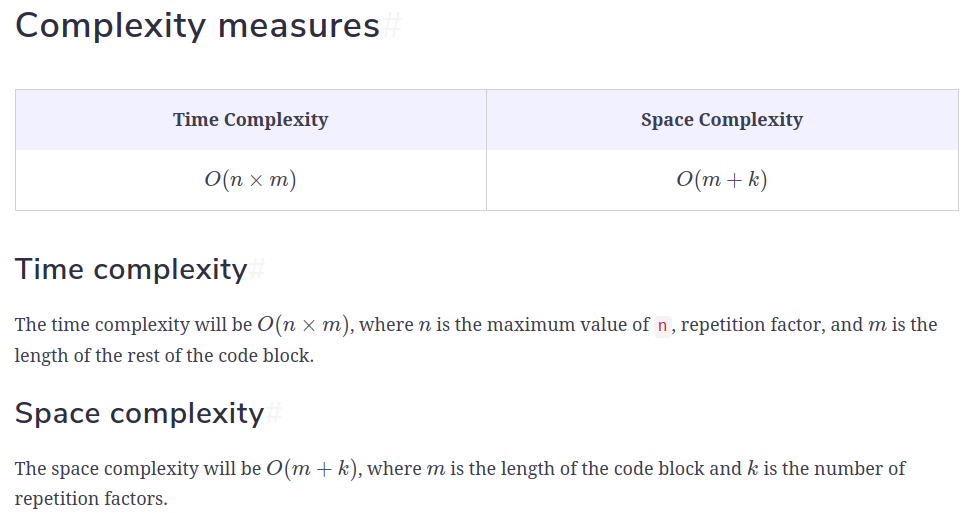 Complexity measures#
Time Complexity
Space Complexity
O(n × m)
O(m + k)
Time complexity#
The time complexity will be O(n × m), where n is the maximum value of n, repetition factor, and m is the
length of the rest of the code block.
Space complexity#
The space complexity will be O(m + k), where m is the length of the code block and k is the number of
repetition factors.